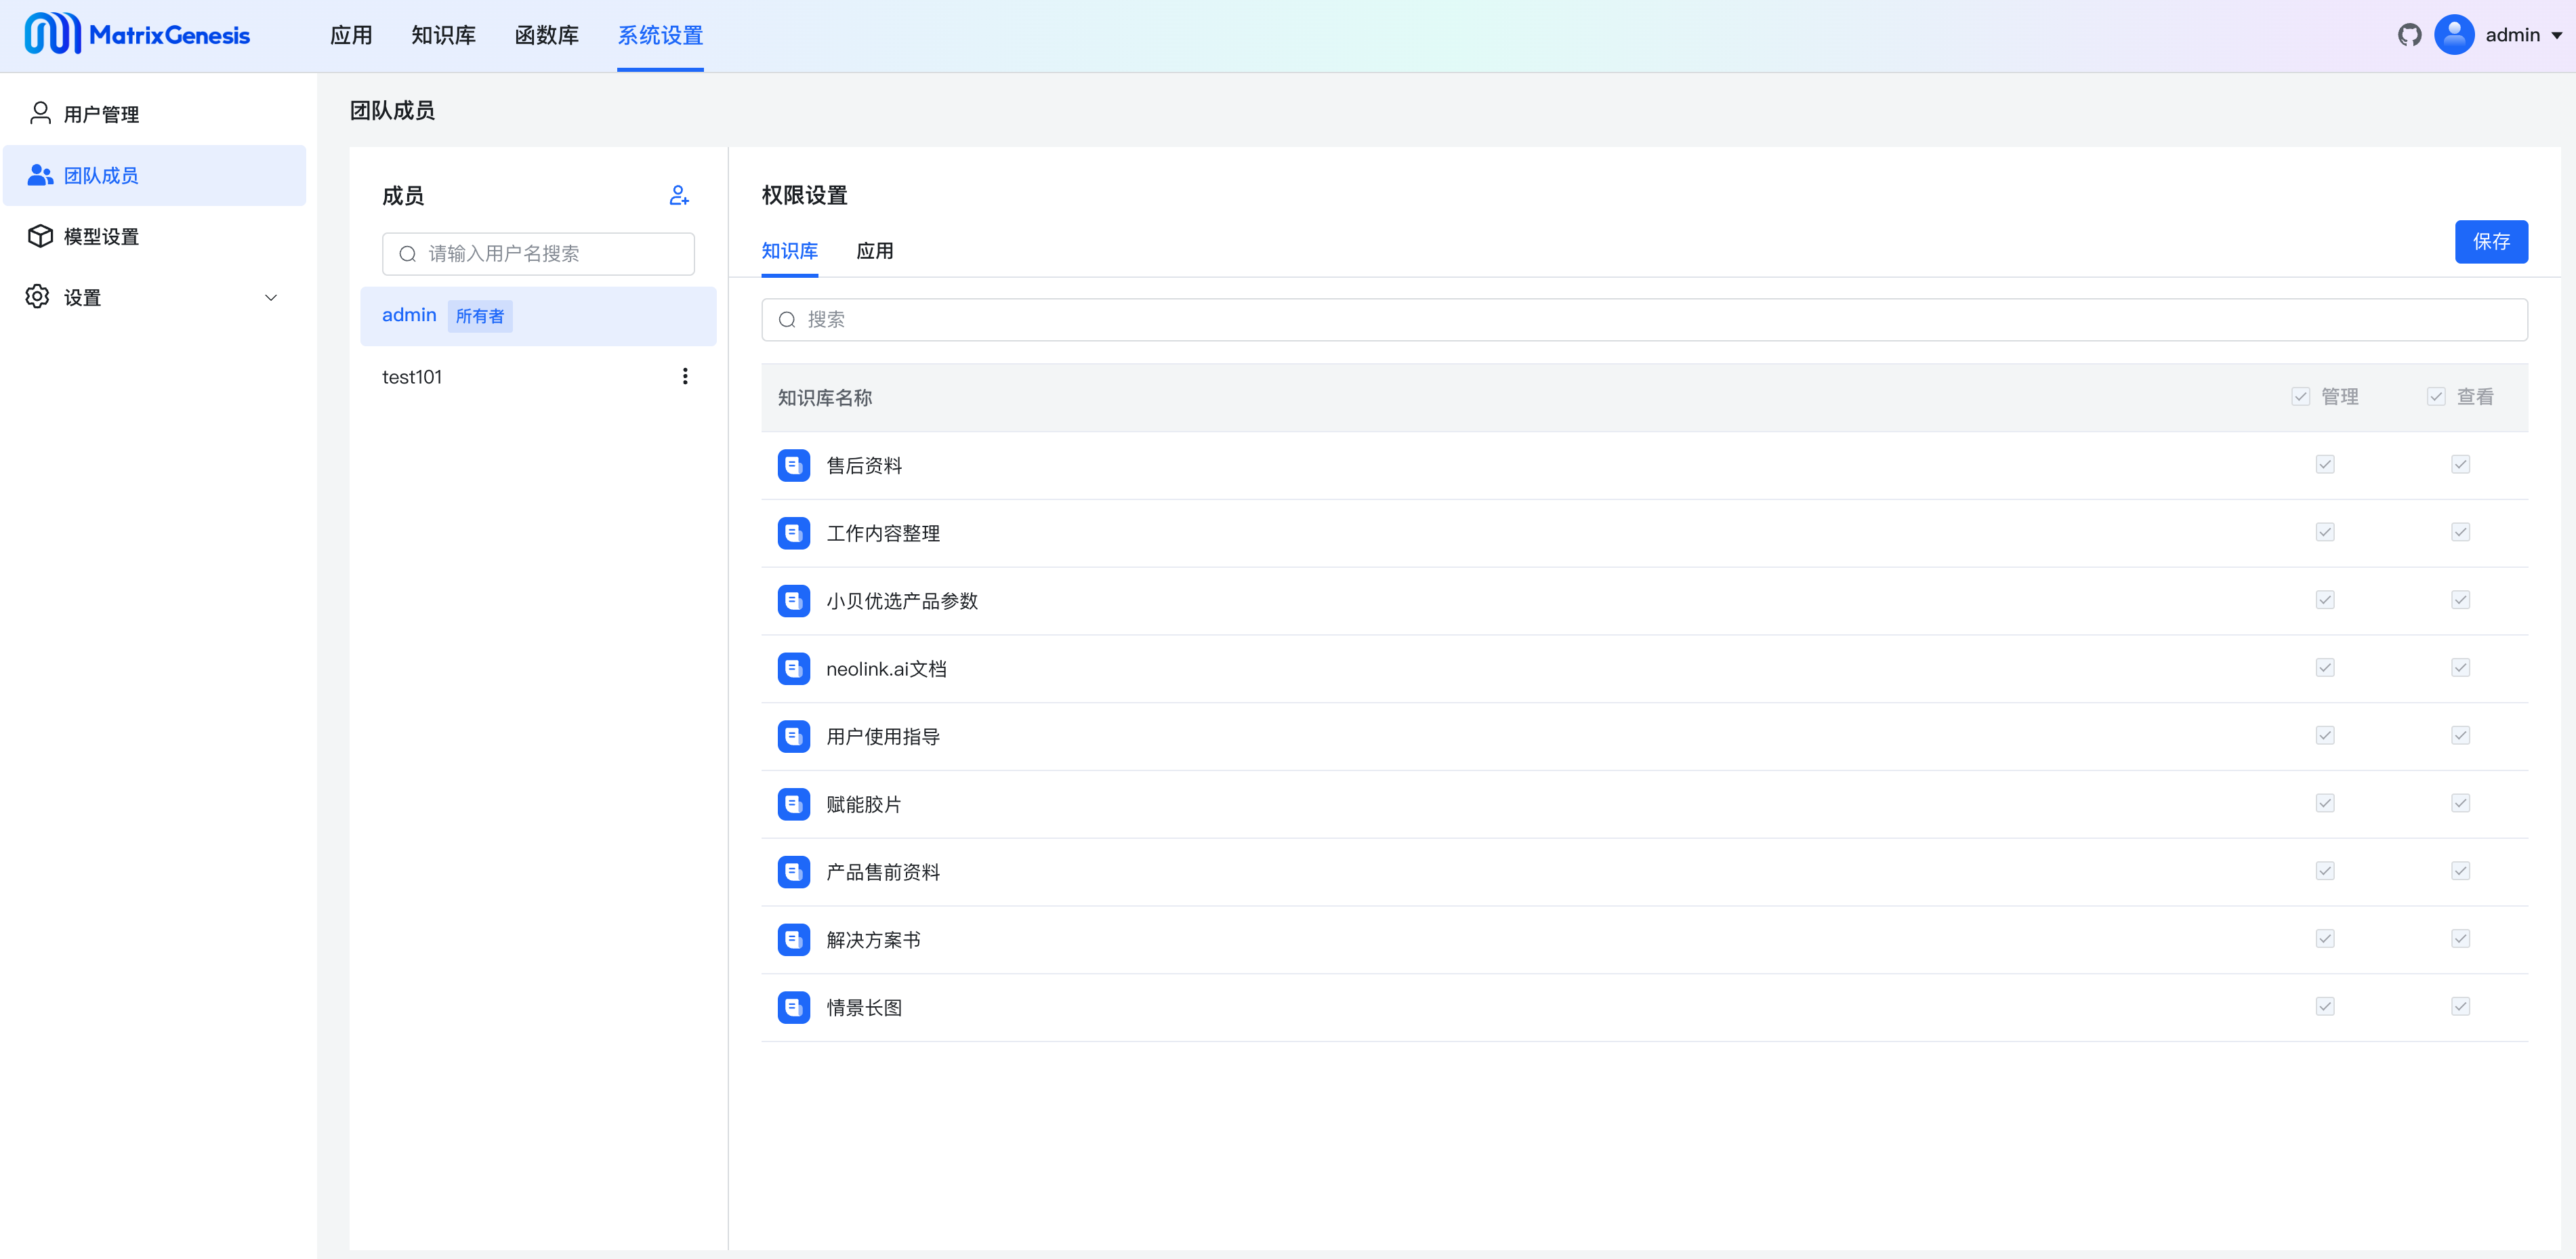 MatrixGenesis 应用 知识库 函数库 系统设置 admin
用户管理
团队成员
模型设置
设置
团队成员
成员
请输入用户名搜索
admin 所有者
test101
权限设置
知识库 应用
保存
搜索
知识库名称 管理 查看
售后资料
工作内容整理
小贝优选产品参数
neolink.ai文档
用户使用指导
赋能胶片
产品售前资料
解决方案书
情景长图